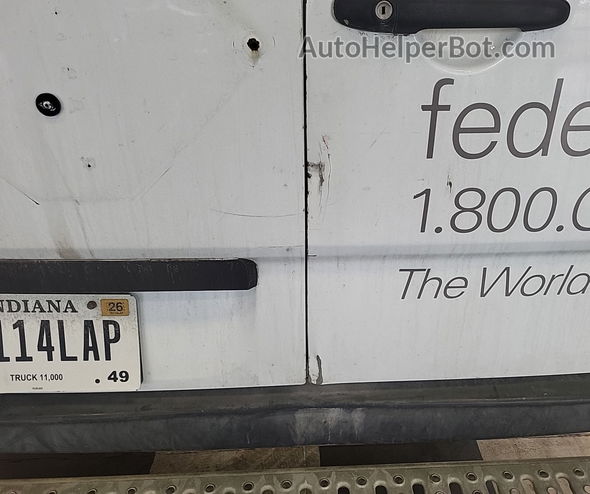 AutoHelperBot.com
fede
1.800.
The World
INDIANA 26
114LAP
TRUCK 11,000 49